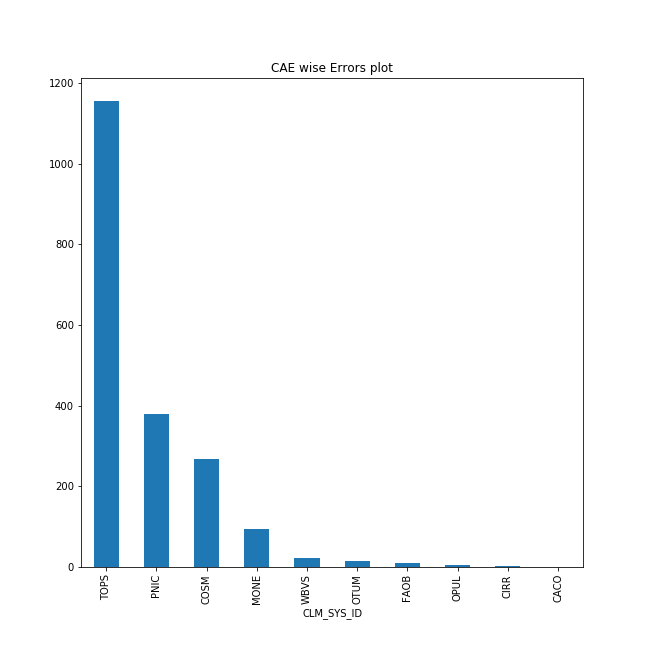 CAE wise Errors plot
1200
1000
800
600
400
200
0
TOPS
PNIC
COSM
MONE
WBVS
OTUM
FAOB
OPUL
CIRR
CACO
CLM_SYS_ID